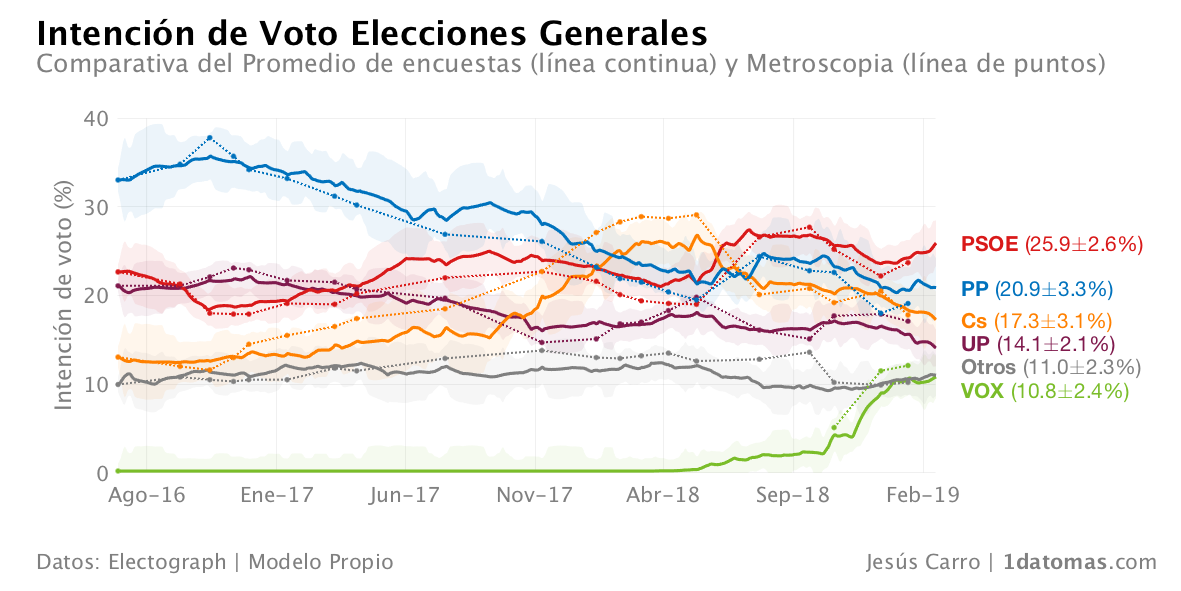 Intención de Voto Elecciones Generales
Comparativa del Promedio de encuestas (línea continua) y Metroscopia (línea de puntos)
Intención de voto (%)
40
30
20
10
0
Ago-16 Ene-17 Jun-17 Nov-17 Abr-18 Sep-18 Feb-19
PSOE (25.9±2.6%)
PP (20.9±3.3%)
Cs (17.3±3.1%)
UP (14.1±2.1%)
Otros (11.0±2.3%)
VOX (10.8±2.4%)
Datos: Electograph | Modelo Propio
Jesús Carro | 1datomas.com